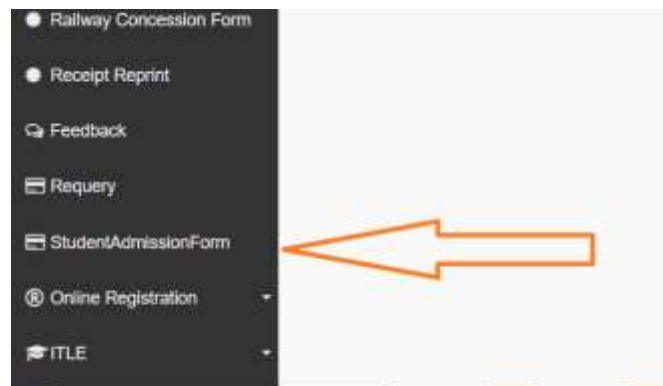 Railway Concession Form
Receipt Reprint
Feedback
Requery
StudentAdmissionForm
Online Registration
ITLE